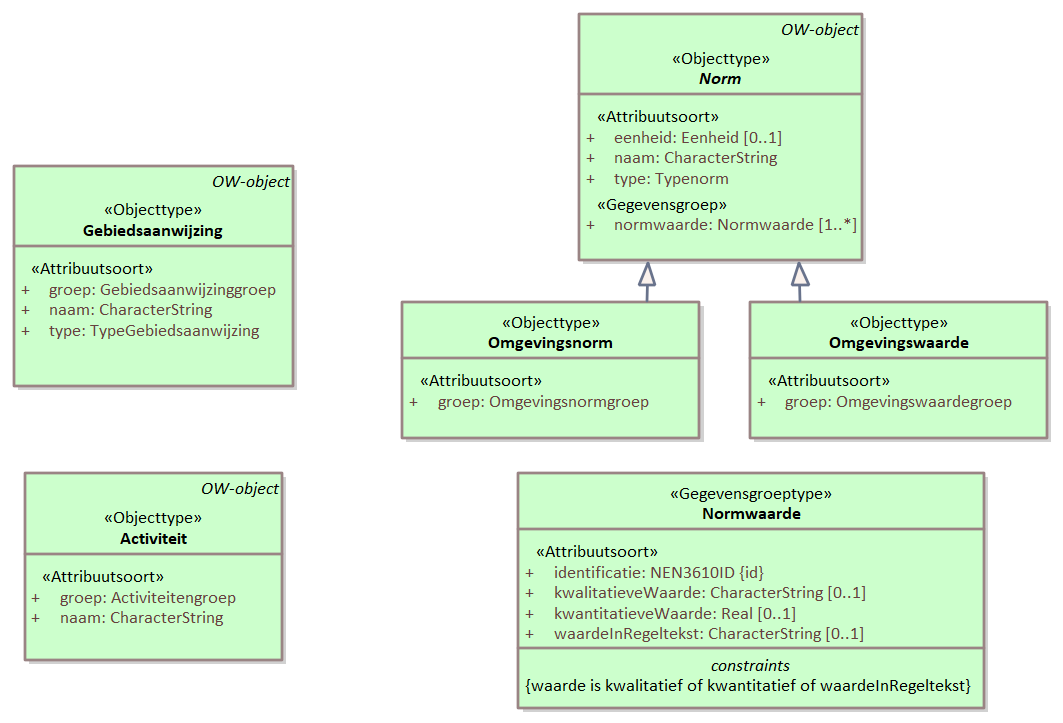 OW-object
«Objecttype»
Norm
«Attribuutsoort»
+ eenheid: Eenheid [0..1]
+ naam: CharacterString
+ type: Typenorm
«Gegevensgroep»
+ normwaarde: Normwaarde [1..*]
OW-object
«Objecttype»
Gebiedsaanwijzing
«Attribuutsoort»
+ groep: Gebiedsaanwijzinggroep
+ naam: CharacterString
+ type: TypeGebiedsaanwijzing
«Objecttype»
Omgevingsnorm
«Attribuutsoort»
+ groep: Omgevingsnormgroep
«Objecttype»
Omgevingswaarde
«Attribuutsoort»
+ groep: Omgevingswaardegroep
OW-object
«Objecttype»
Activiteit
«Attribuutsoort»
+ groep: Activiteitengroep
+ naam: CharacterString
«Gegevensgroeptype»
Normwaarde
«Attribuutsoort»
+ identificatie: NEN3610ID {id}
+ kwalitatieveWaarde: CharacterString [0..1]
+ kwantitatieveWaarde: Real [0..1]
+ waardeInRegeltekst: CharacterString [0..1]
constraints
{waarde is kwalitatief of kwantitatief of waardeInRegeltekst}